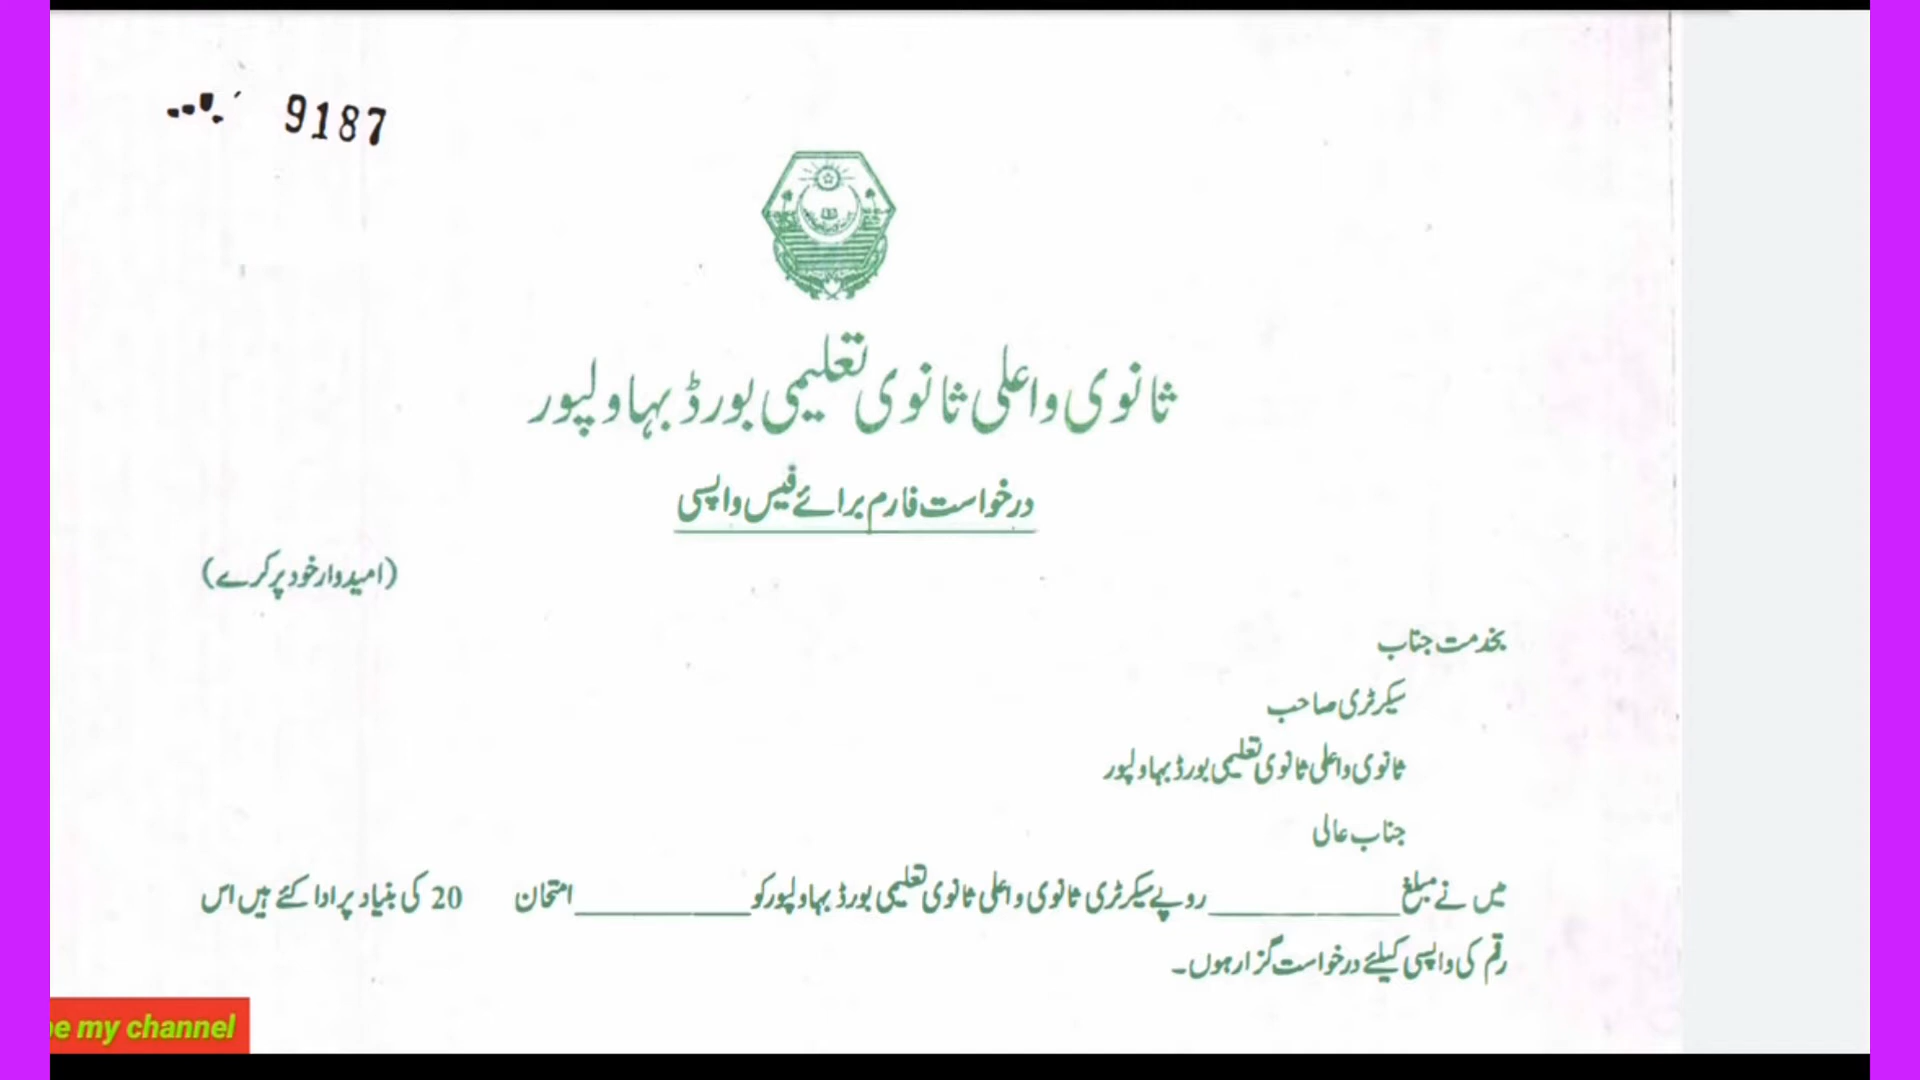 9187
ثانوی و اعلی ثانوی تعلیمی بورڈ بہاولپور
درخواست فارم برائے فیس واپسی
(امیدوار خود پر کرے)
بخدمت جناب
سیکرٹری صاحب
ثانوی و اعلی ثانوی تعلیمی بورڈ بہاولپور
جناب عالی
میں نے مبلغ __________ روپے سیکرٹری ثانوی و اعلی ثانوی تعلیمی بورڈ بہاولپور کو __________ امتحان 20 کی بنیاد پر ادا کئے ہیں اس
رقم کی واپسی کیلئے درخواست گزار ہوں۔
my channel